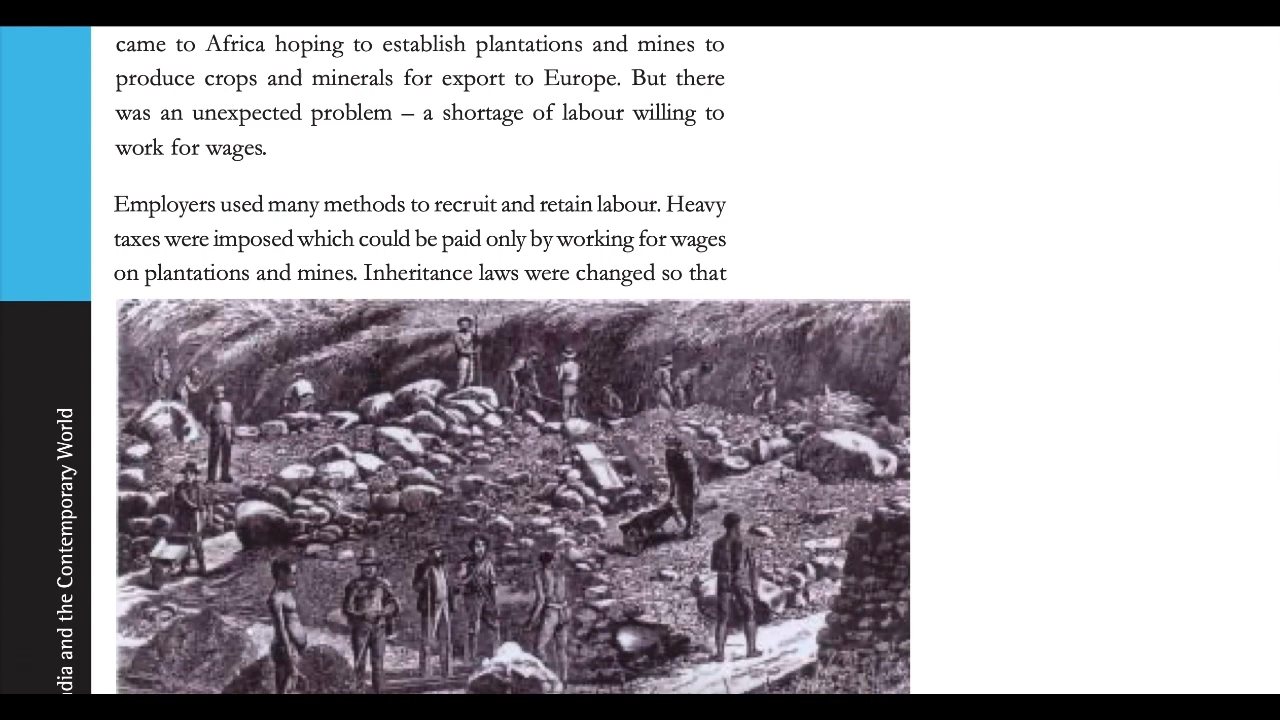 came to Africa hoping to establish plantations and mines to
produce crops and minerals for export to Europe. But there
was an unexpected problem – a shortage of labour willing to
work for wages.
Employers used many methods to recruit and retain labour. Heavy
taxes were imposed which could be paid only by working for wages
on plantations and mines. Inheritance laws were changed so that
dia and the Contemporary World